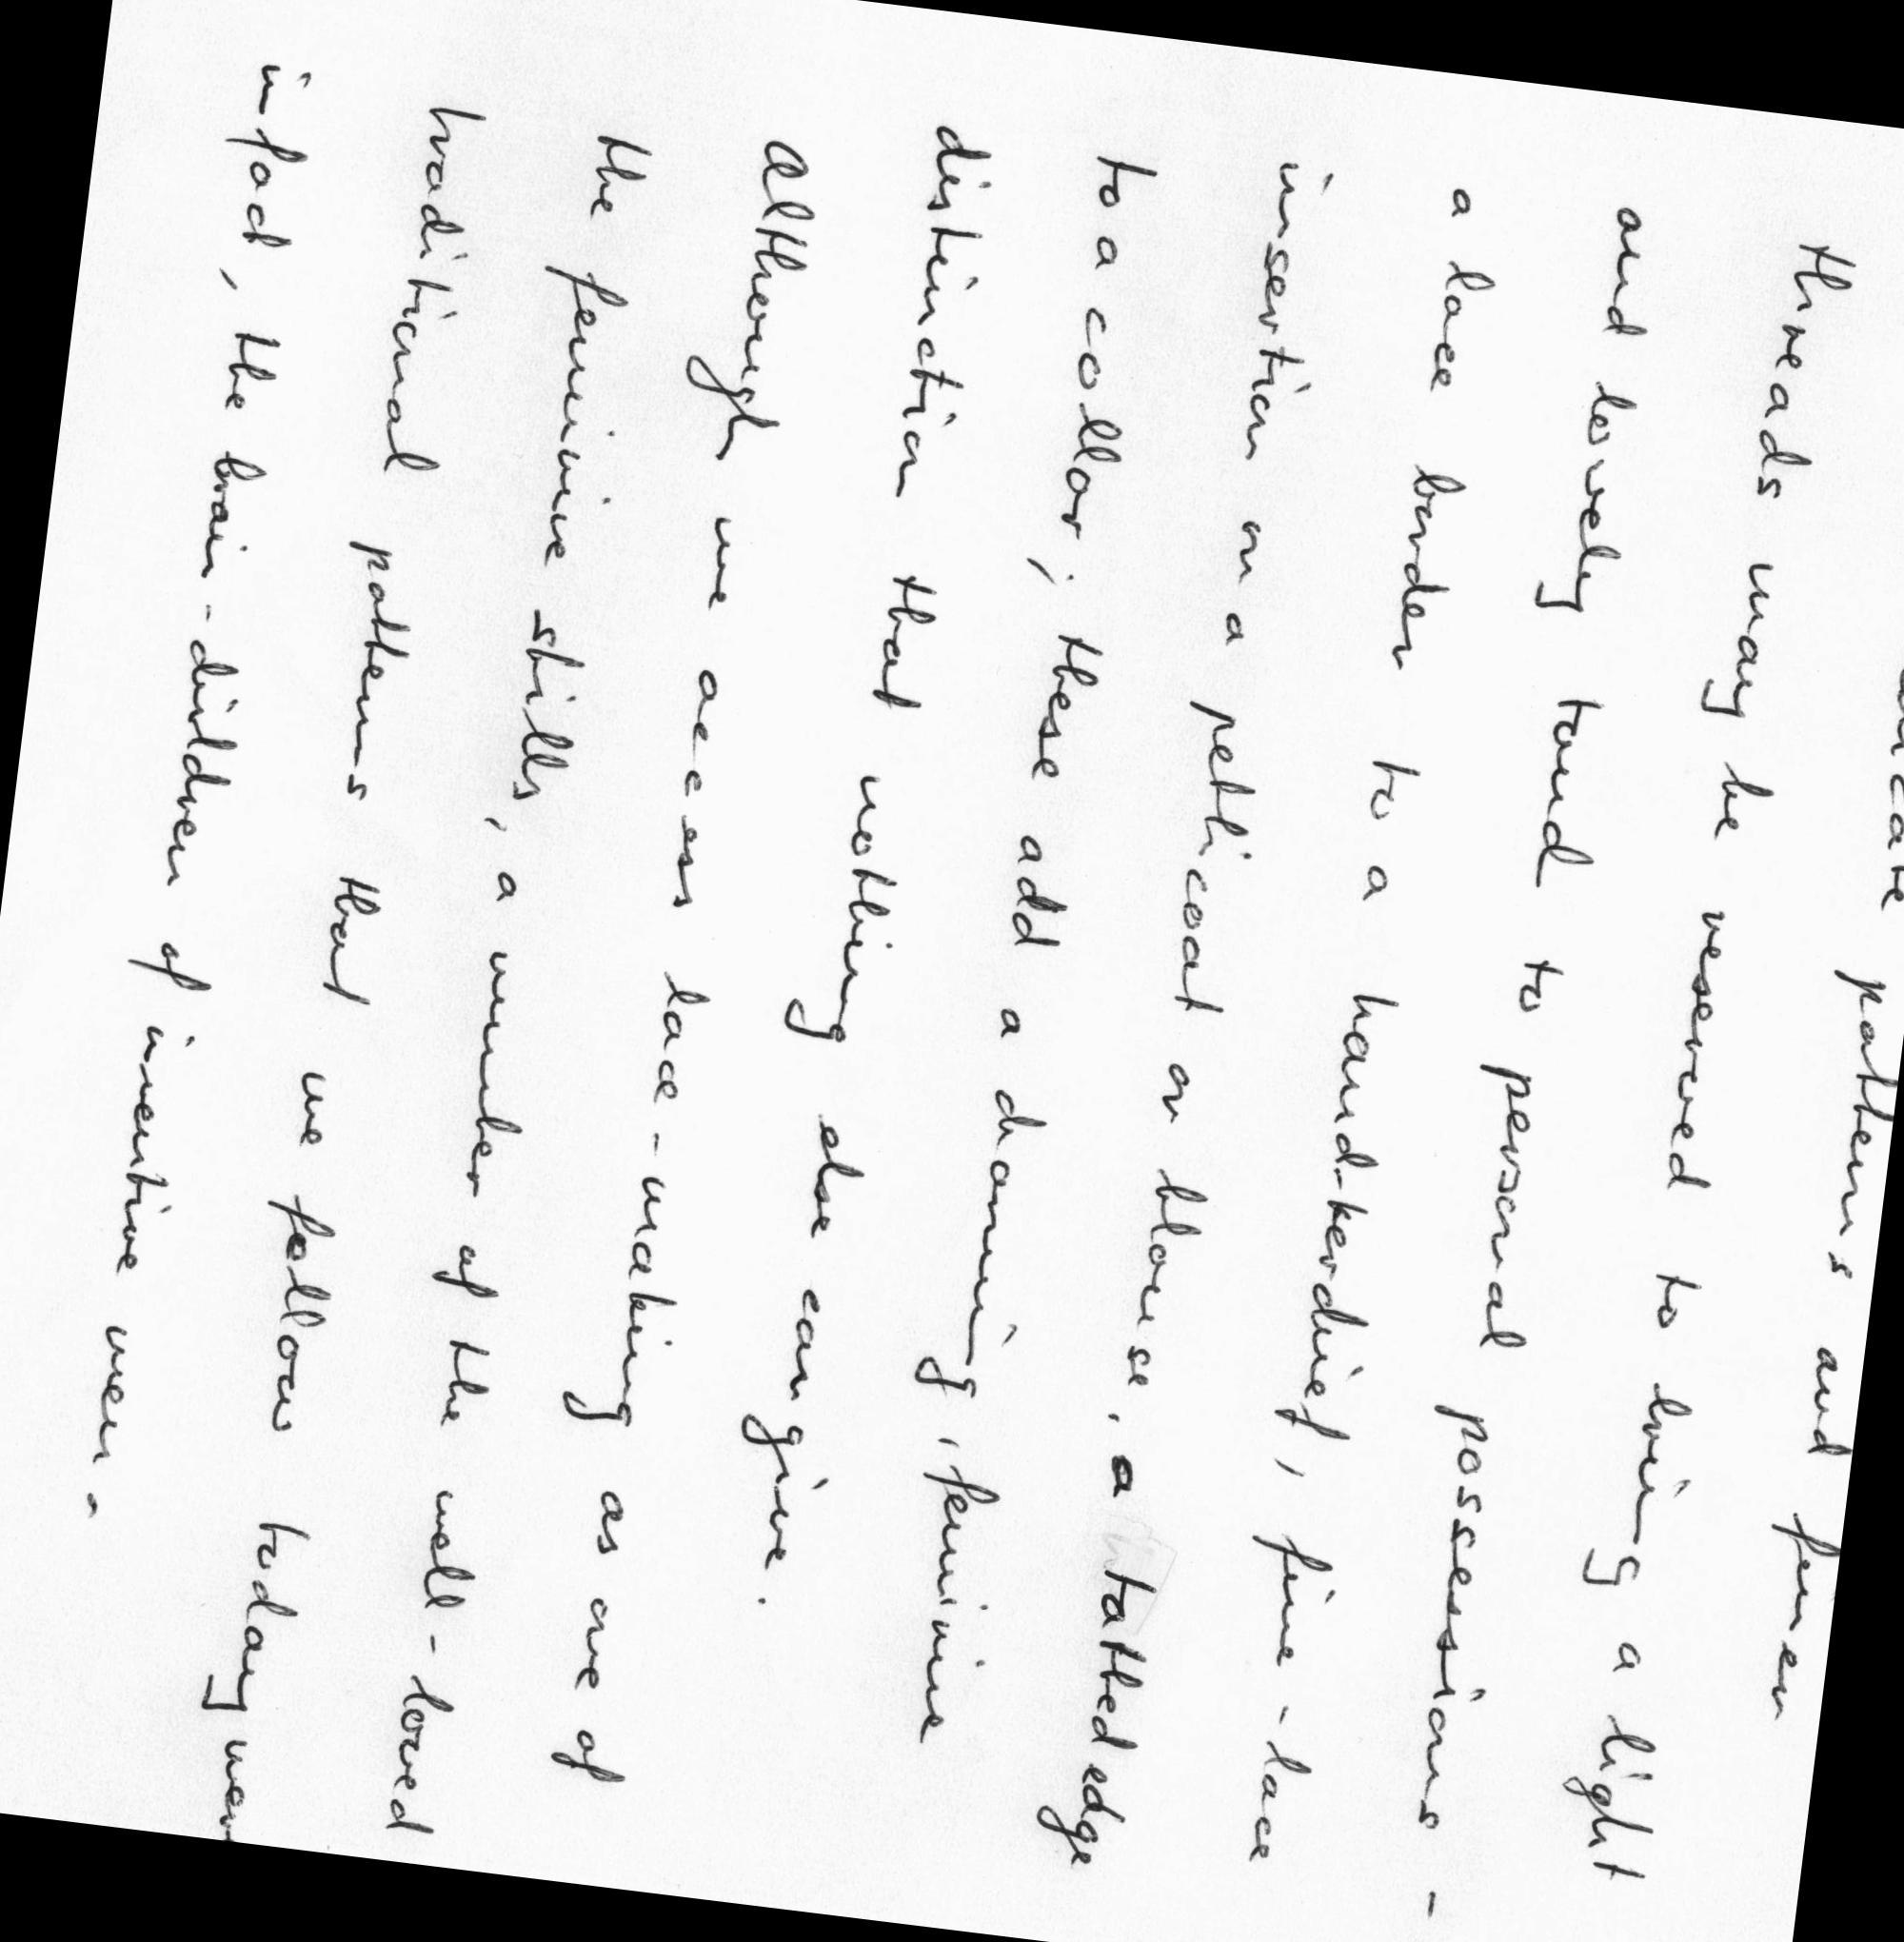 patterns and finer
threads may be reserved to bring a light
and lovely touch to personal possessions -
a lace border to a hand-kerchief, fine-lace
insertion on a petticoat or blouse, a tatted edge
to a collar; these add a charming, feminine
distinction that nothing else can give.
Although we access lace-making as one of
the feminine skills, a number of the well-loved
traditional patterns that we follow today were
in fact, the brain-children of inventive men.